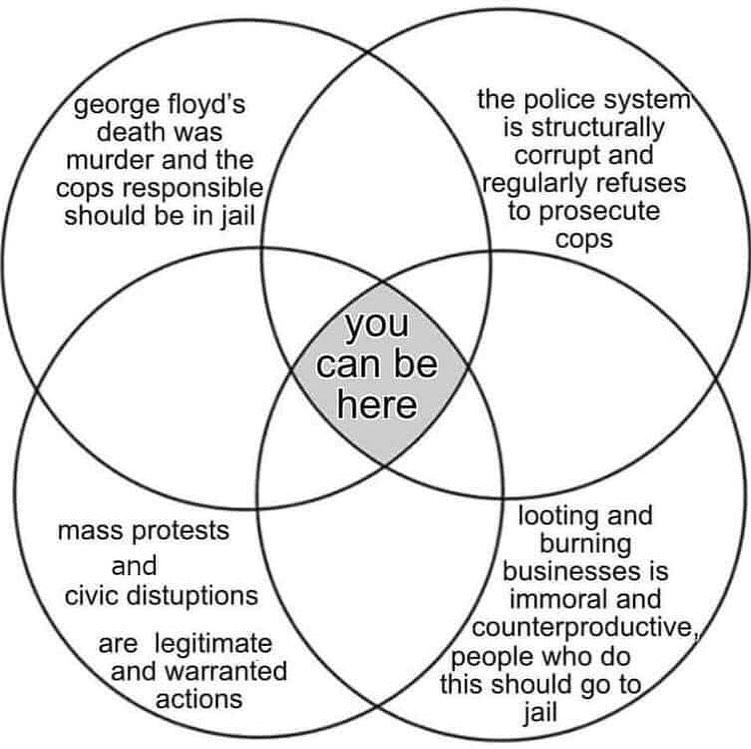 george floyd's
death was
murder and the
cops responsible
should be in jail
the police system
is structurally
corrupt and
regularly refuses
to prosecute
cops
you
can be
here
mass protests
and
civic distuptions
are legitimate
and warranted
actions
looting and
burning
businesses is
immoral and
counterproductive,
people who do
this should go to
jail